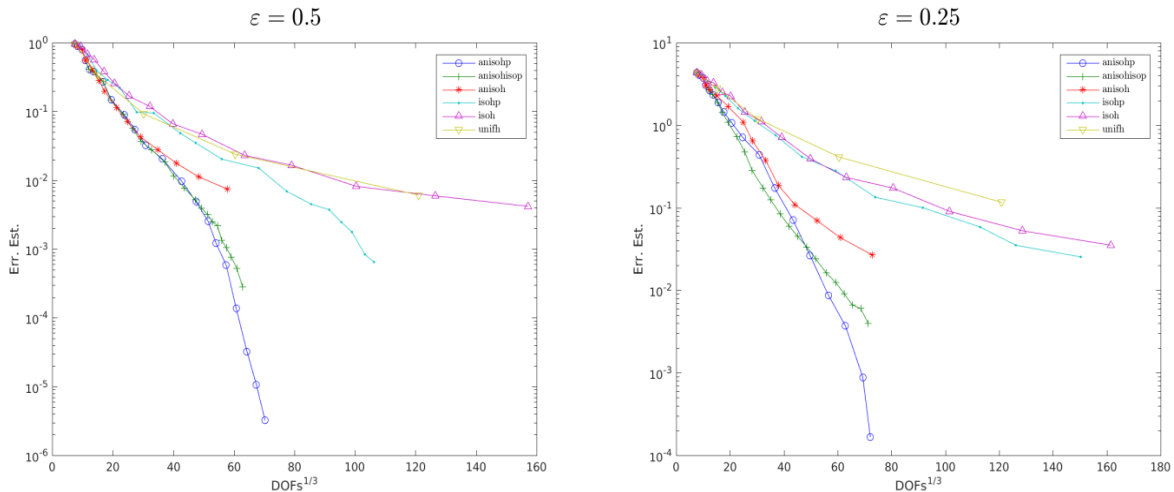 ε = 0.5
10^0
10^-1
10^-2
10^-3
10^-4
10^-5
10^-6
Err. Est.
0 20 40 60 80 100 120 140 160
DOFs^1/3
anisohp
anisohisop
anisoh
isohp
isoh
unifh
ε = 0.25
10^1
10^0
10^-1
10^-2
10^-3
10^-4
Err. Est.
0 20 40 60 80 100 120 140 160 180
DOFs^1/3
anisohp
anisohisop
anisoh
isohp
isoh
unifh